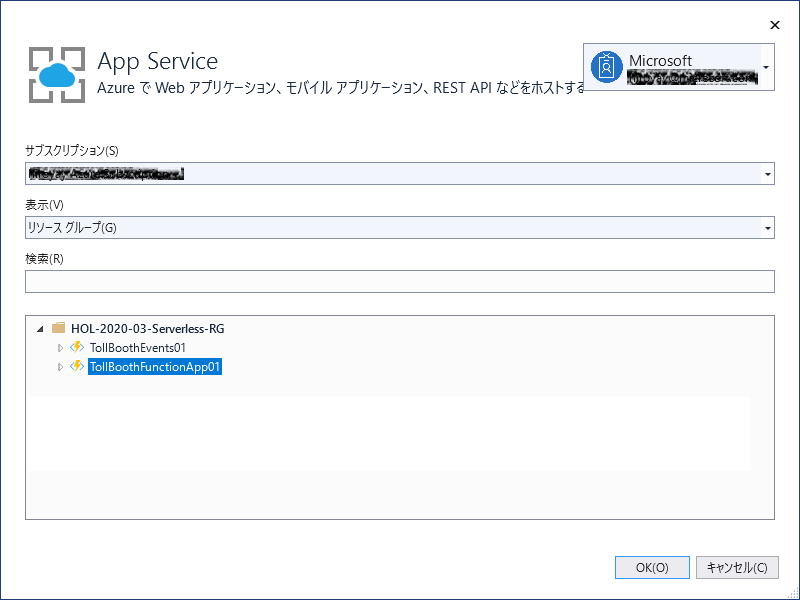 App Service
Azure で Web アプリケーション、モバイル アプリケーション、REST API などをホストする
Microsoft
サブスクリプション(S)
表示(V)
リソース グループ(G)
検索(R)
HOL-2020-03-Serverless-RG
TollBoothEvents01
TollBoothFunctionApp01
OK(O)
キャンセル(C)